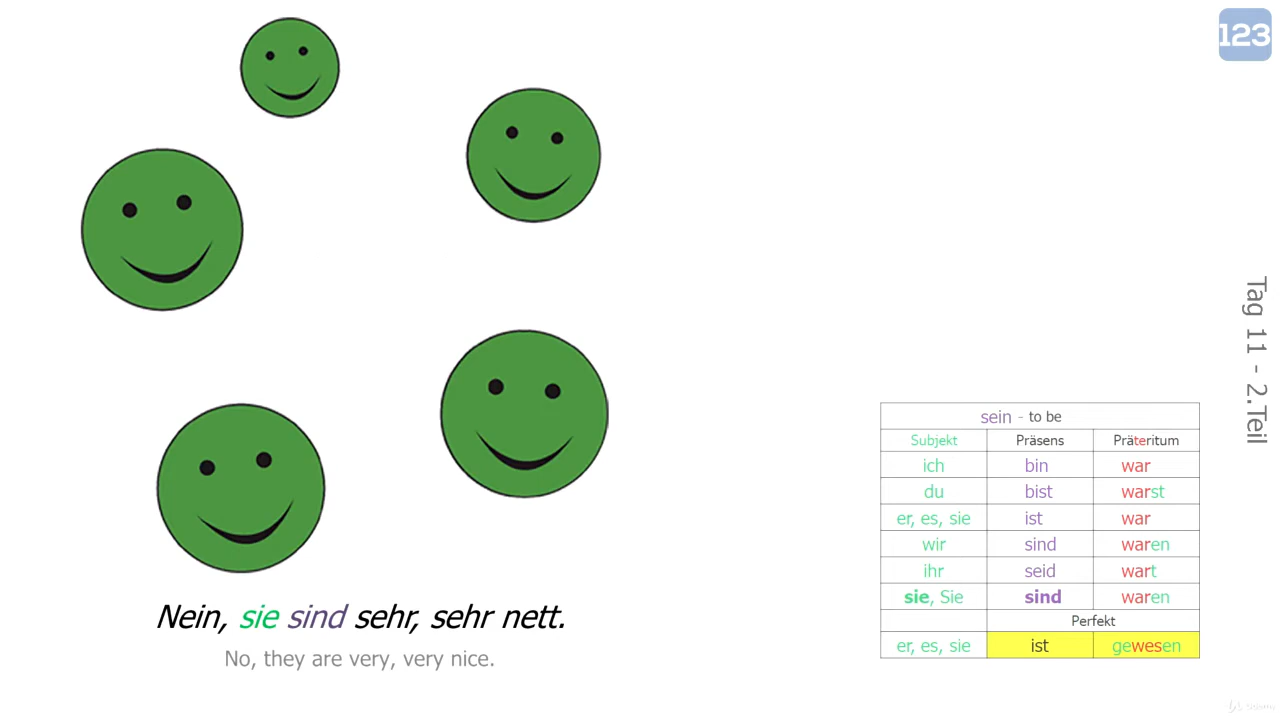 123
Tag 11 - 2.Teil
sein - to be
Subjekt Präsens Präteritum
ich bin war
du bist warst
er, es, sie ist war
wir sind waren
ihr seid wart
sie, Sie sind waren
Perfekt
er, es, sie ist gewesen
Nein, sie sind sehr, sehr nett.
No, they are very, very nice.